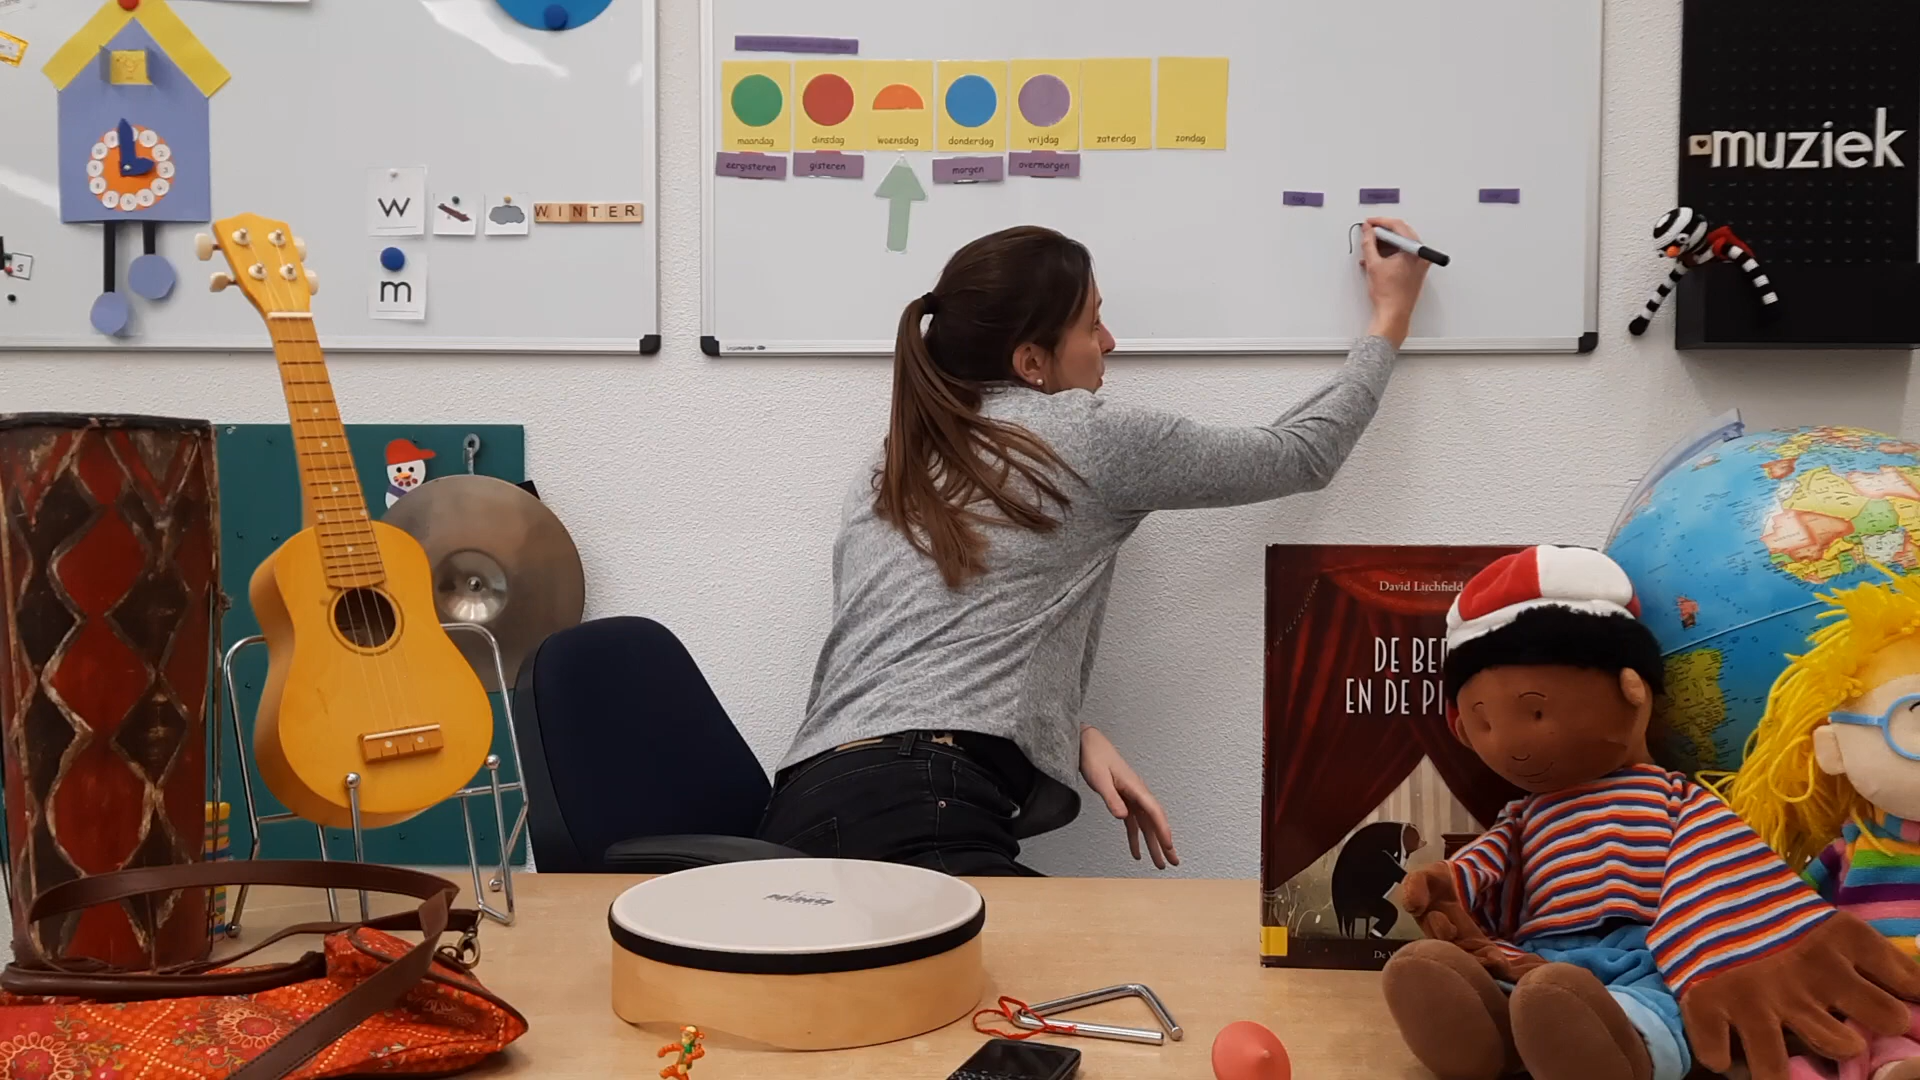 maandag dinsdag woensdag donderdag vrijdag zaterdag zondag
eergisteren gisteren morgen overmorgen
muziek
w
WINTER
m
s
David Litchfield
DE BE
EN DE PI